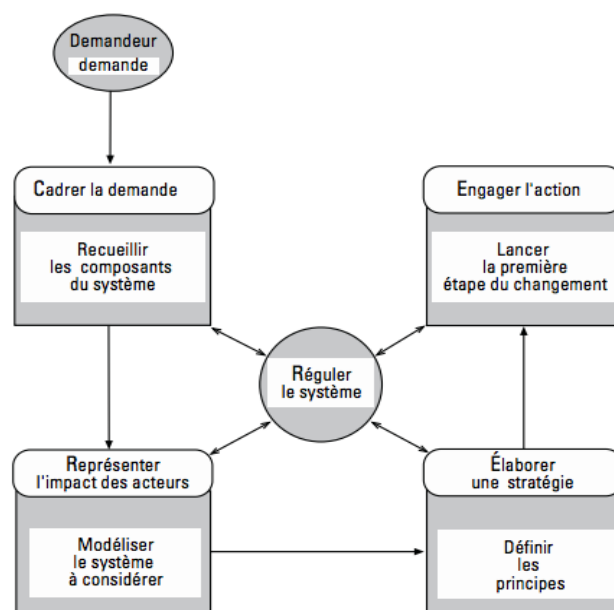 Demandeur
demande
Cadrer la demande
Recueillir
les composants
du système
Engager l'action
Lancer
la première
étape du changement
Réguler
le système
Représenter
l'impact des acteurs
Modéliser
le système
à considérer
Élaborer
une stratégie
Définir
les
principes